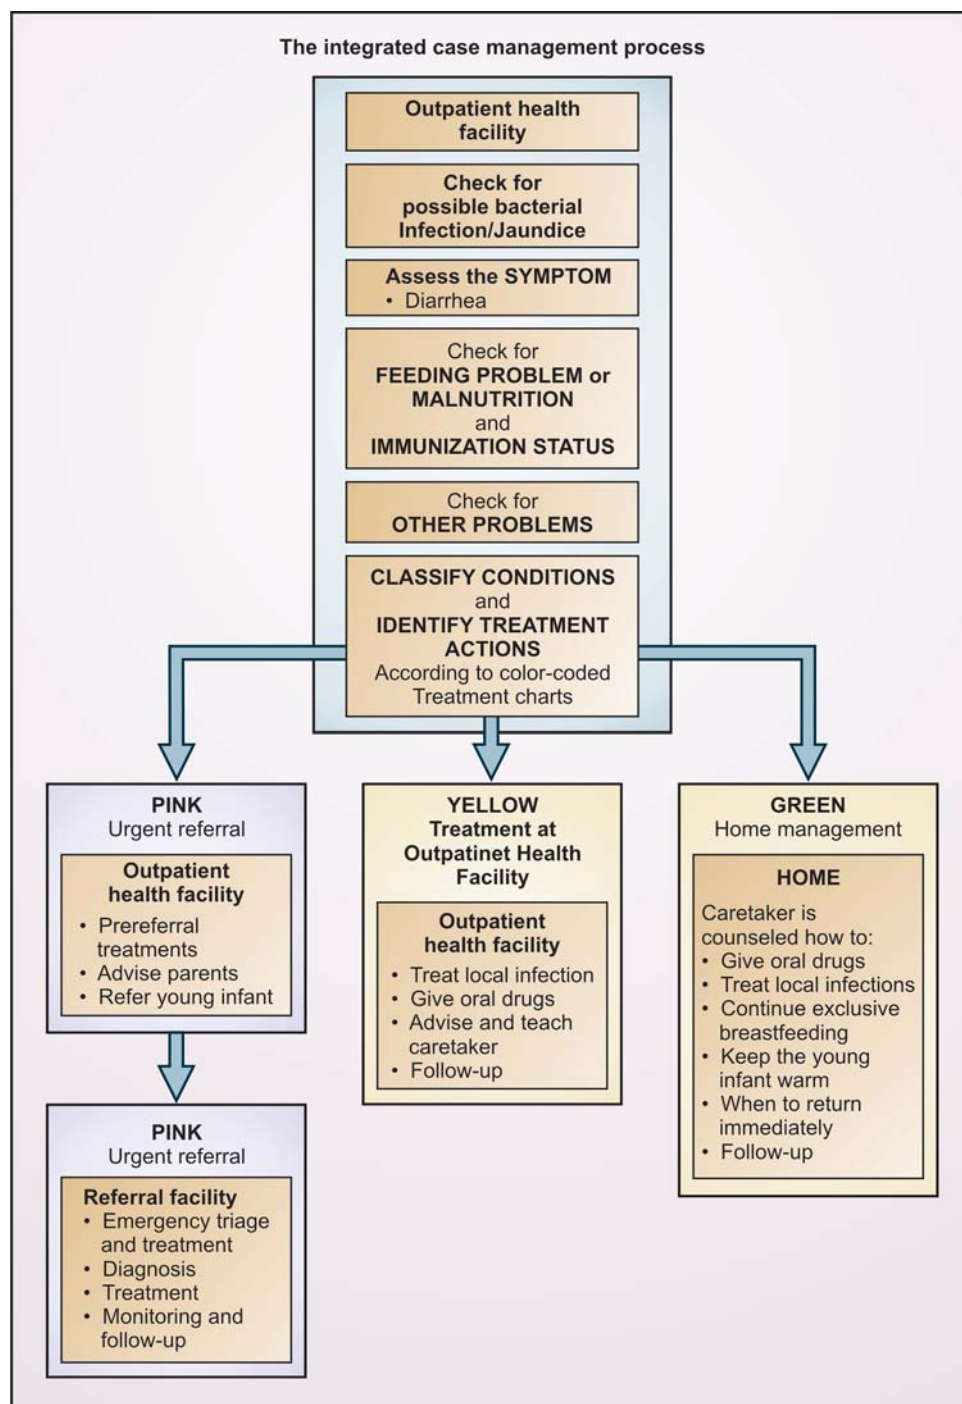 The integrated case management process
Outpatient health
facility
Check for
possible bacterial
Infection/Jaundice
Assess the SYMPTOM
• Diarrhea
Check for
FEEDING PROBLEM or
MALNUTRITION
and
IMMUNIZATION STATUS
Check for
OTHER PROBLEMS
CLASSIFY CONDITIONS
and
IDENTIFY TREATMENT
ACTIONS
According to color-coded
Treatment charts
PINK
Urgent referral
Outpatient
health facility
• Prereferral
treatments
• Advise parents
• Refer young infant
PINK
Urgent referral
Referral facility
• Emergency triage
and treatment
• Diagnosis
• Treatment
• Monitoring and
follow-up
YELLOW
Treatment at
Outpatinet Health
Facility
Outpatient
health facility
• Treat local infection
• Give oral drugs
• Advise and teach
caretaker
• Follow-up
GREEN
Home management
HOME
Caretaker is
counseled how to:
• Give oral drugs
• Treat local infections
• Continue exclusive
breastfeeding
• Keep the young
infant warm
• When to return
immediately
• Follow-up